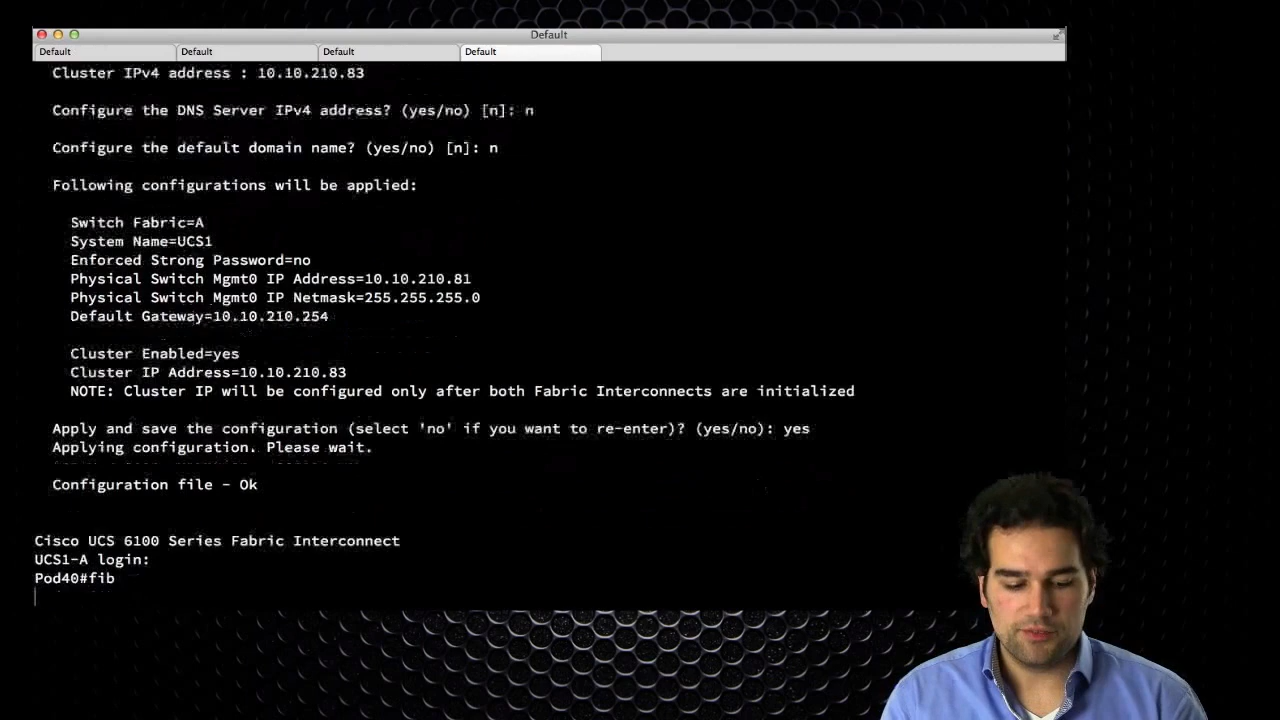 Default
Default
Default
Default
Default
Cluster IPv4 address : 10.10.210.83
Configure the DNS Server IPv4 address? (yes/no) [n]: n
Configure the default domain name? (yes/no) [n]: n
Following configurations will be applied:
Switch Fabric=A
System Name=UCS1
Enforced Strong Password=no
Physical Switch Mgmt0 IP Address=10.10.210.81
Physical Switch Mgmt0 IP Netmask=255.255.255.0
Default Gateway=10.10.210.254
Cluster Enabled=yes
Cluster IP Address=10.10.210.83
NOTE: Cluster IP will be configured only after both Fabric Interconnects are initialized
Apply and save the configuration (select 'no' if you want to re-enter)? (yes/no): yes
Applying configuration. Please wait.
Configuration file - Ok
Cisco UCS 6100 Series Fabric Interconnect
UCS1-A login:
Pod40#fib